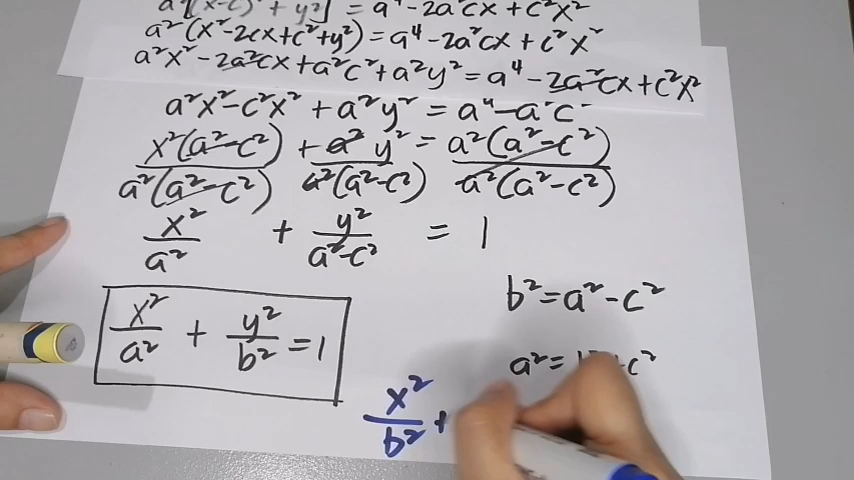 a²[(x-c)² + y²] = a⁴ - 2a²cx + c²x²
a²(x² - 2cx + c² + y²) = a⁴ - 2a²cx + c²x²
a²x² - 2a²cx + a²c² + a²y² = a⁴ - 2a²cx + c²x²
a²x² - c²x² + a²y² = a⁴ - a²c²
x²(a²-c²)/a²(a²-c²) + a²y²/a²(a²-c²) = a²(a²-c²)/a²(a²-c²)
x²/a² + y²/a²-c² = 1
b² = a² - c²
x²/a² + y²/b² = 1
a² = + c²
x²/b² +